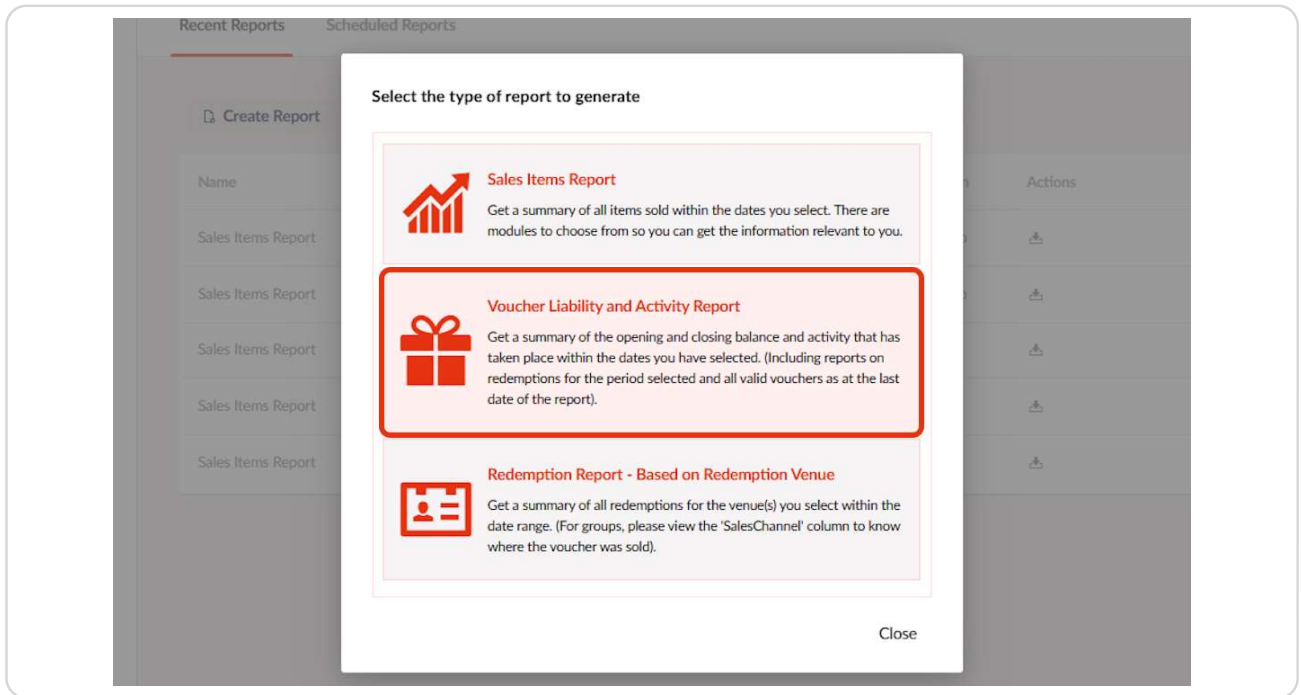 Recent Reports Scheduled Reports
Select the type of report to generate
Create Report
Name Actions
Sales Items Report
Get a summary of all items sold within the dates you select. There are
modules to choose from so you can get the information relevant to you.
Sales Items Report
Sales Items Report
Sales Items Report
Sales Items Report
Sales Items Report
Voucher Liability and Activity Report
Get a summary of the opening and closing balance and activity that has
taken place within the dates you have selected. (Including reports on
redemptions for the period selected and all valid vouchers as at the last
date of the report).
Redemption Report - Based on Redemption Venue
Get a summary of all redemptions for the venue(s) you select within the
date range. (For groups, please view the 'SalesChannel' column to know
where the voucher was sold).
Close